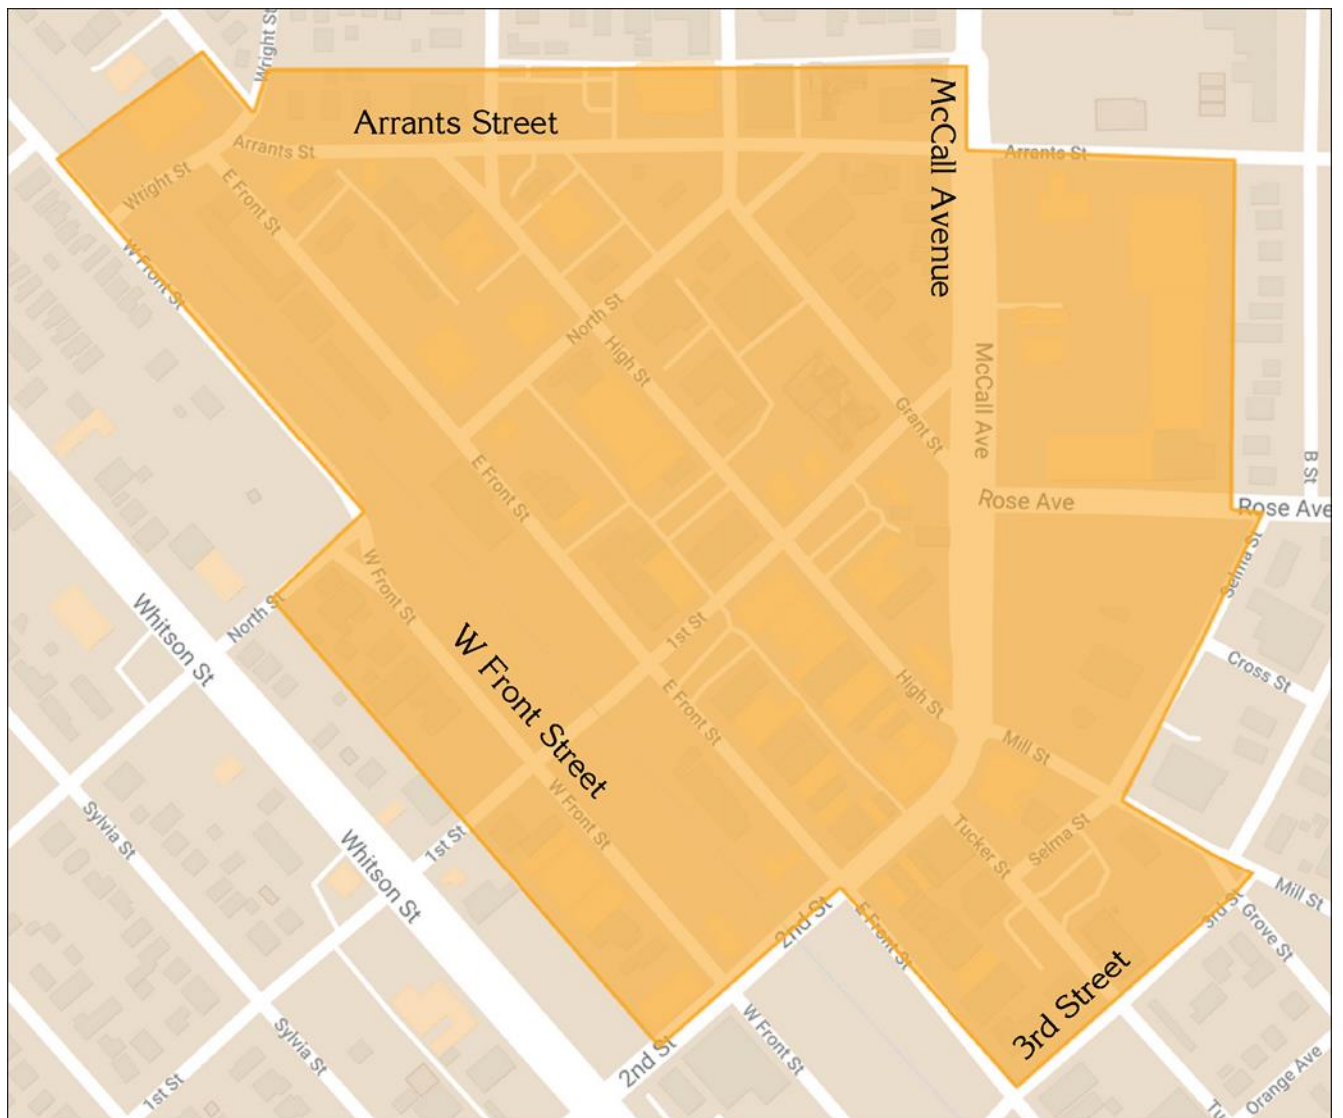 Wright St
Arrants Street
McCall Avenue
Arrants St
Arrants St
Wright St
E Front St
W Front St
North St
High St
McCall Ave
Grant St
B St
E Front St
Rose Ave
Rose Ave
Selma St
W Front St
North St
Whitson St
W Front Street
1st St
Cross St
E Front St
High St
Mill St
W Front St
Sylvia St
1st St
Whitson St
Tucker St
Selma St
Mill St
3rd St
Grove St
2nd St
E Front St
3rd Street
W Front St
2nd St
Sylvia St
1st St
Orange Ave
Tu